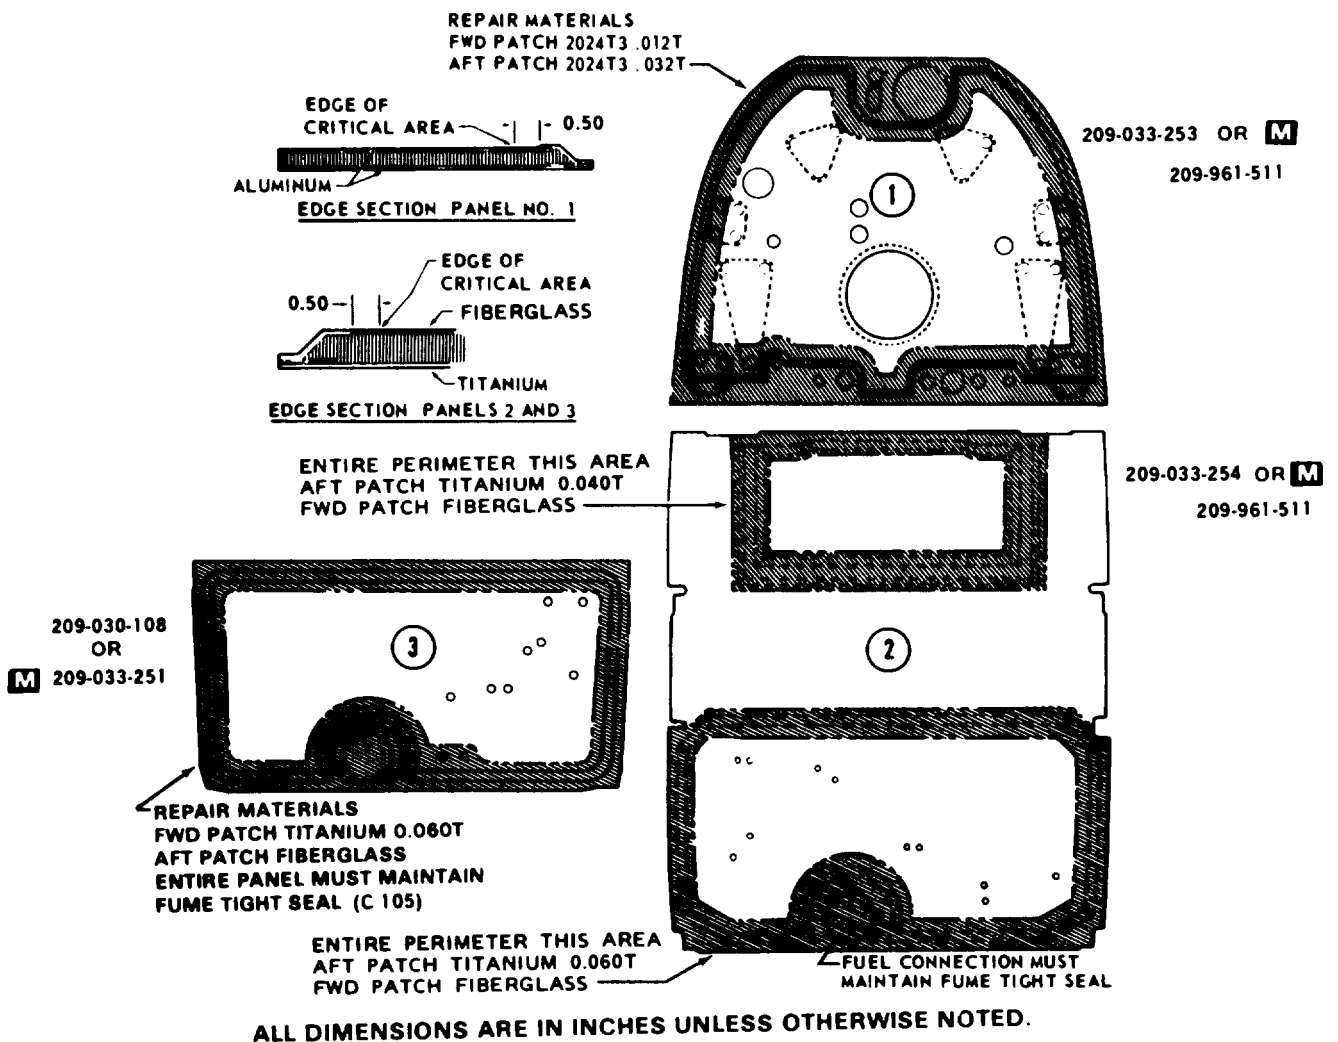 REPAIR MATERIALS
FWD PATCH 2024T3 .012T
AFT PATCH 2024T3 .032T
EDGE OF
CRITICAL AREA
0.50
ALUMINUM
EDGE SECTION PANEL NO. 1
209-033-253 OR M
209-961-511
1
EDGE OF
CRITICAL AREA
0.50
FIBERGLASS
TITANIUM
EDGE SECTION PANELS 2 AND 3
ENTIRE PERIMETER THIS AREA
AFT PATCH TITANIUM 0.040T
FWD PATCH FIBERGLASS
209-033-254 OR M
209-961-511
209-030-108
OR
M 209-033-251
3
2
REPAIR MATERIALS
FWD PATCH TITANIUM 0.060T
AFT PATCH FIBERGLASS
ENTIRE PANEL MUST MAINTAIN
FUME TIGHT SEAL (C 105)
ENTIRE PERIMETER THIS AREA
AFT PATCH TITANIUM 0.060T
FWD PATCH FIBERGLASS
FUEL CONNECTION MUST
MAINTAIN FUME TIGHT SEAL
ALL DIMENSIONS ARE IN INCHES UNLESS OTHERWISE NOTED.